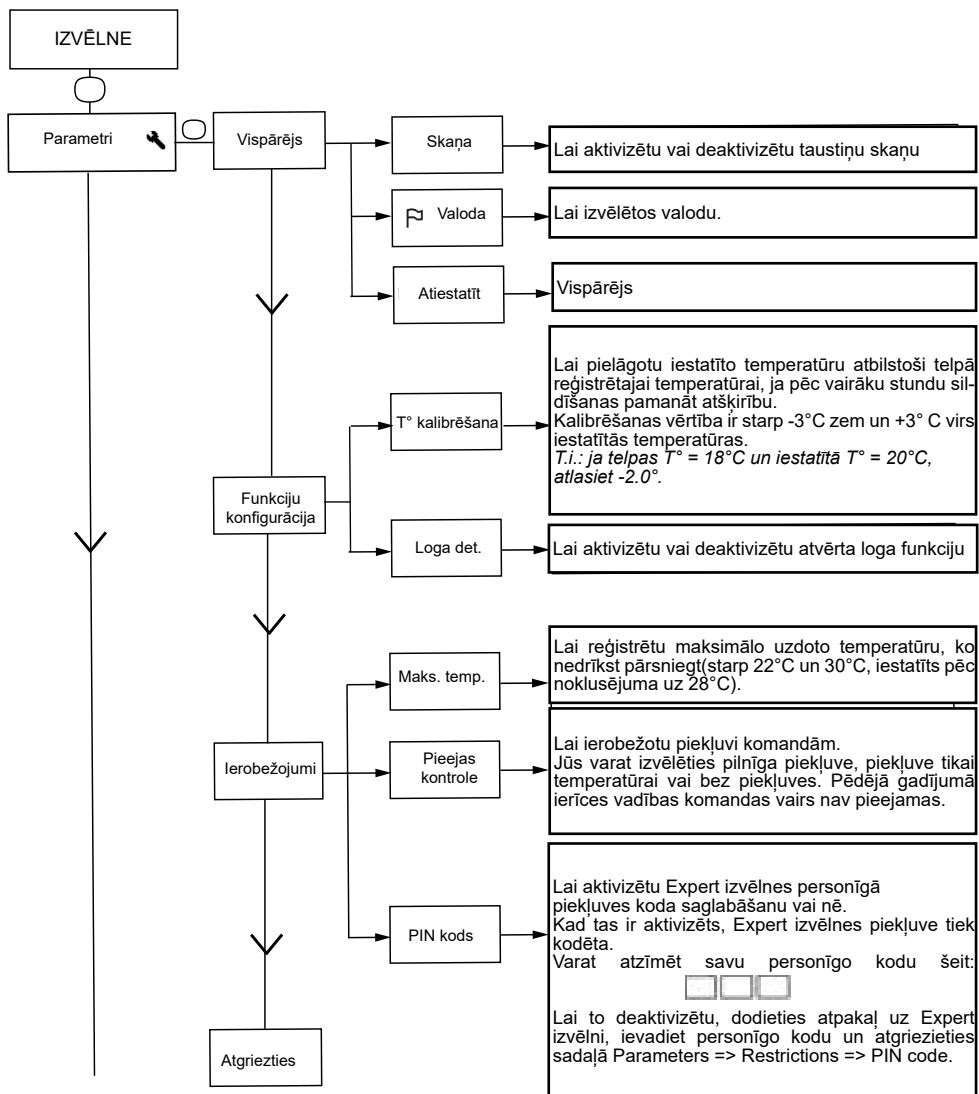 IZVĒLNE
Parametri
Vispārējs
Skaņa
Lai aktivizētu vai deaktivizētu taustiņu skaņu
Valoda
Lai izvēlētos valodu.
Atiestatīt
Vispārējs
Funkciju
konfigurācija
T° kalibrēšana
Lai pielāgotu iestatīto temperatūru atbilstoši telpā
reģistrētajai temperatūrai, ja pēc vairāku stundu sil-
dīšanas pamanāt atšķirību.
Kalibrēšanas vērtība ir starp -3°C zem un +3° C virs
iestatītās temperatūras.
T.i.: ja telpas T° = 18°C un iestatītā T° = 20°C,
atlasiet -2.0°.
Loga det.
Lai aktivizētu vai deaktivizētu atvērta loga funkciju
Ierobežojumi
Maks. temp.
Lai reģistrētu maksimālo uzdoto temperatūru, ko
nedrīkst pārsniegt(starp 22°C un 30°C, iestatīts pēc
noklusējuma uz 28°C).
Pieejas
kontrole
Lai ierobežotu piekļuvi komandām.
Jūs varat izvēlēties pilnīga piekļuve, piekļuve tikai
temperatūrai vai bez piekļuves. Pēdējā gadījumā
ierīces vadības komandas vairs nav pieejamas.
PIN kods
Lai aktivizētu Expert izvēlnes personīgā
piekļuves koda saglabāšanu vai nē.
Kad tas ir aktivizēts, Expert izvēlnes piekļuve tiek
kodēta.
Varat atzīmēt savu personīgo kodu šeit:
Lai to deaktivizētu, dodieties atpakaļ uz Expert
izvēlni, ievadiet personīgo kodu un atgriezieties
sadaļā Parameters => Restrictions => PIN code.
Atgriezties